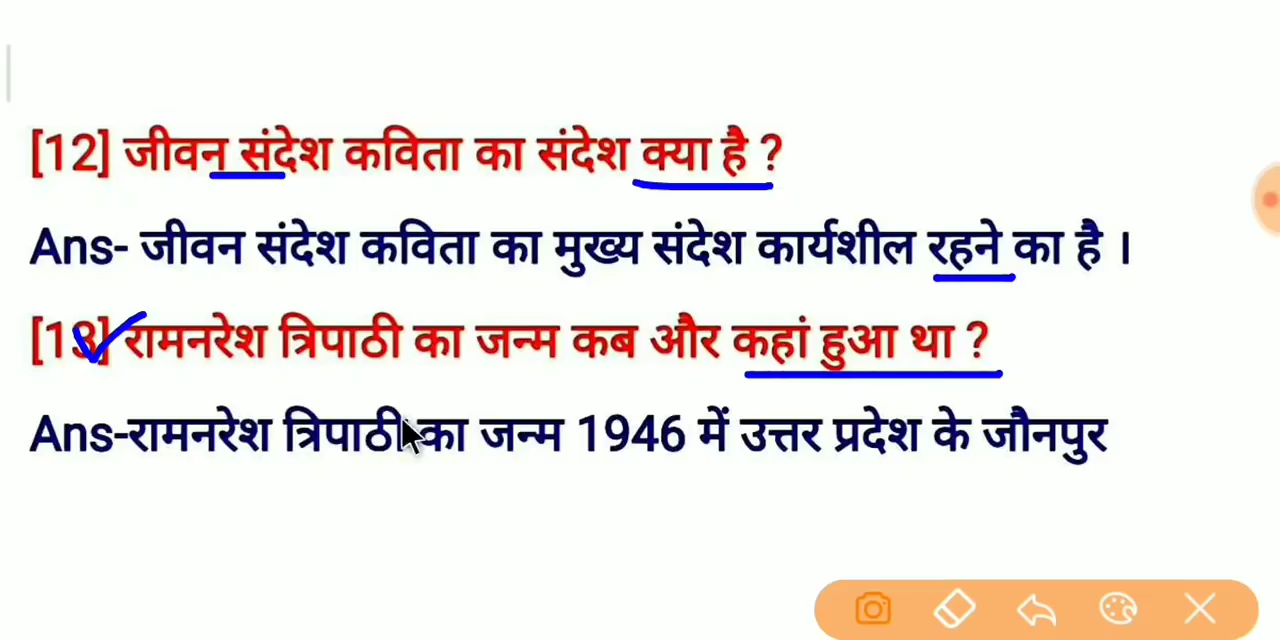 [12] जीवन संदेश कविता का संदेश क्या है ?
Ans- जीवन संदेश कविता का मुख्य संदेश कार्यशील रहने का है ।
[13] रामनरेश त्रिपाठी का जन्म कब और कहां हुआ था ?
Ans-रामनरेश त्रिपाठी का जन्म 1946 में उत्तर प्रदेश के जौनपुर